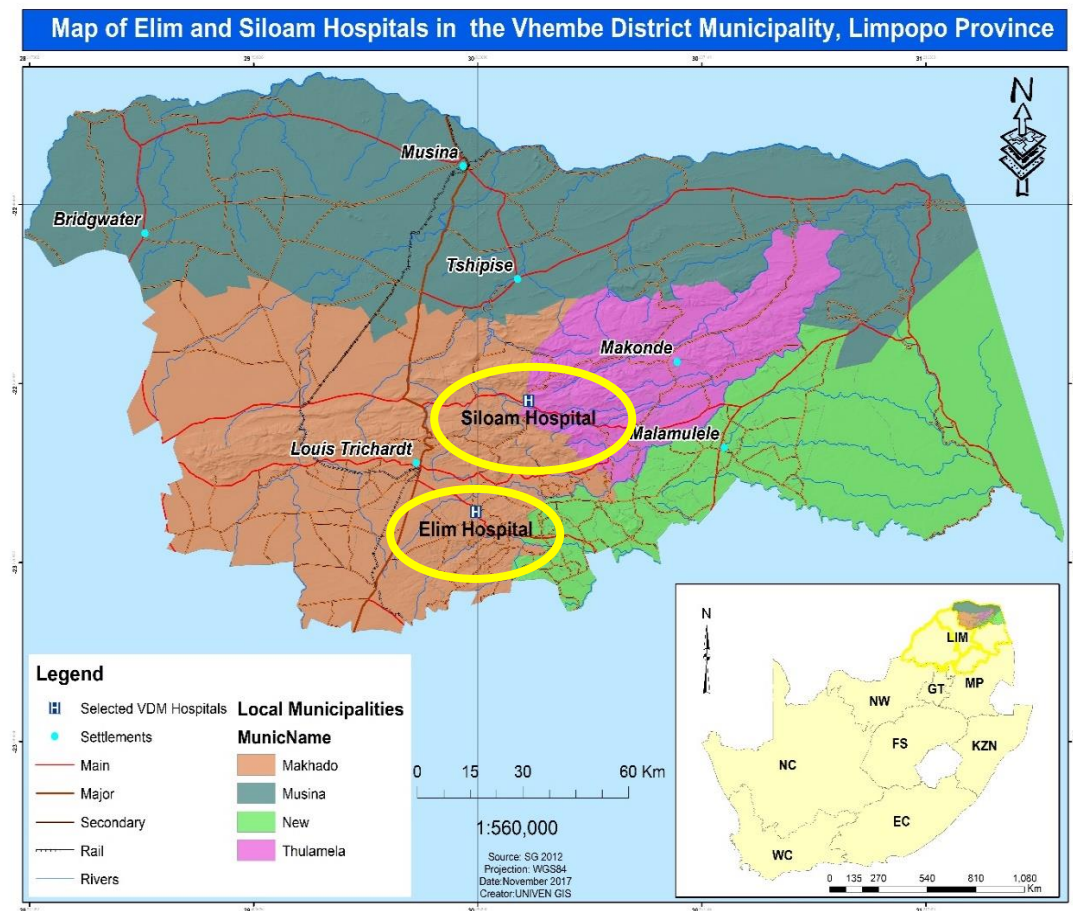 Map of Elim and Siloam Hospitals in the Vhembe District Municipality, Limpopo Province
N
Musina
Bridgwater
Tshipise
Makonde
H
Siloam Hospital
Malamulele
Louis Trichardt
H
Elim Hospital
Legend
H Selected VDM Hospitals
Settlements
Main
Major
Secondary
Rail
Rivers
Local Municipalities
MunicName
Makhado
Musina
New
Thulamela
0 15 30 60 Km
1:560,000
Source: SG 2012
Projection: WGS84
Date:November 2017
Creator:UNIVEN GIS
N
LIM
MP
GT
NW
FS
KZN
NC
EC
WC
0 135 270 540 810 1,080
Km